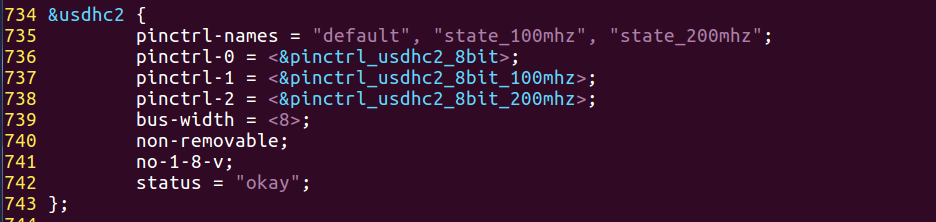 734 &usdhc2 {
735         pinctrl-names = "default", "state_100mhz", "state_200mhz";
736         pinctrl-0 = <&pinctrl_usdhc2_8bit>;
737         pinctrl-1 = <&pinctrl_usdhc2_8bit_100mhz>;
738         pinctrl-2 = <&pinctrl_usdhc2_8bit_200mhz>;
739         bus-width = <8>;
740         non-removable;
741         no-1-8-v;
742         status = "okay";
743 };